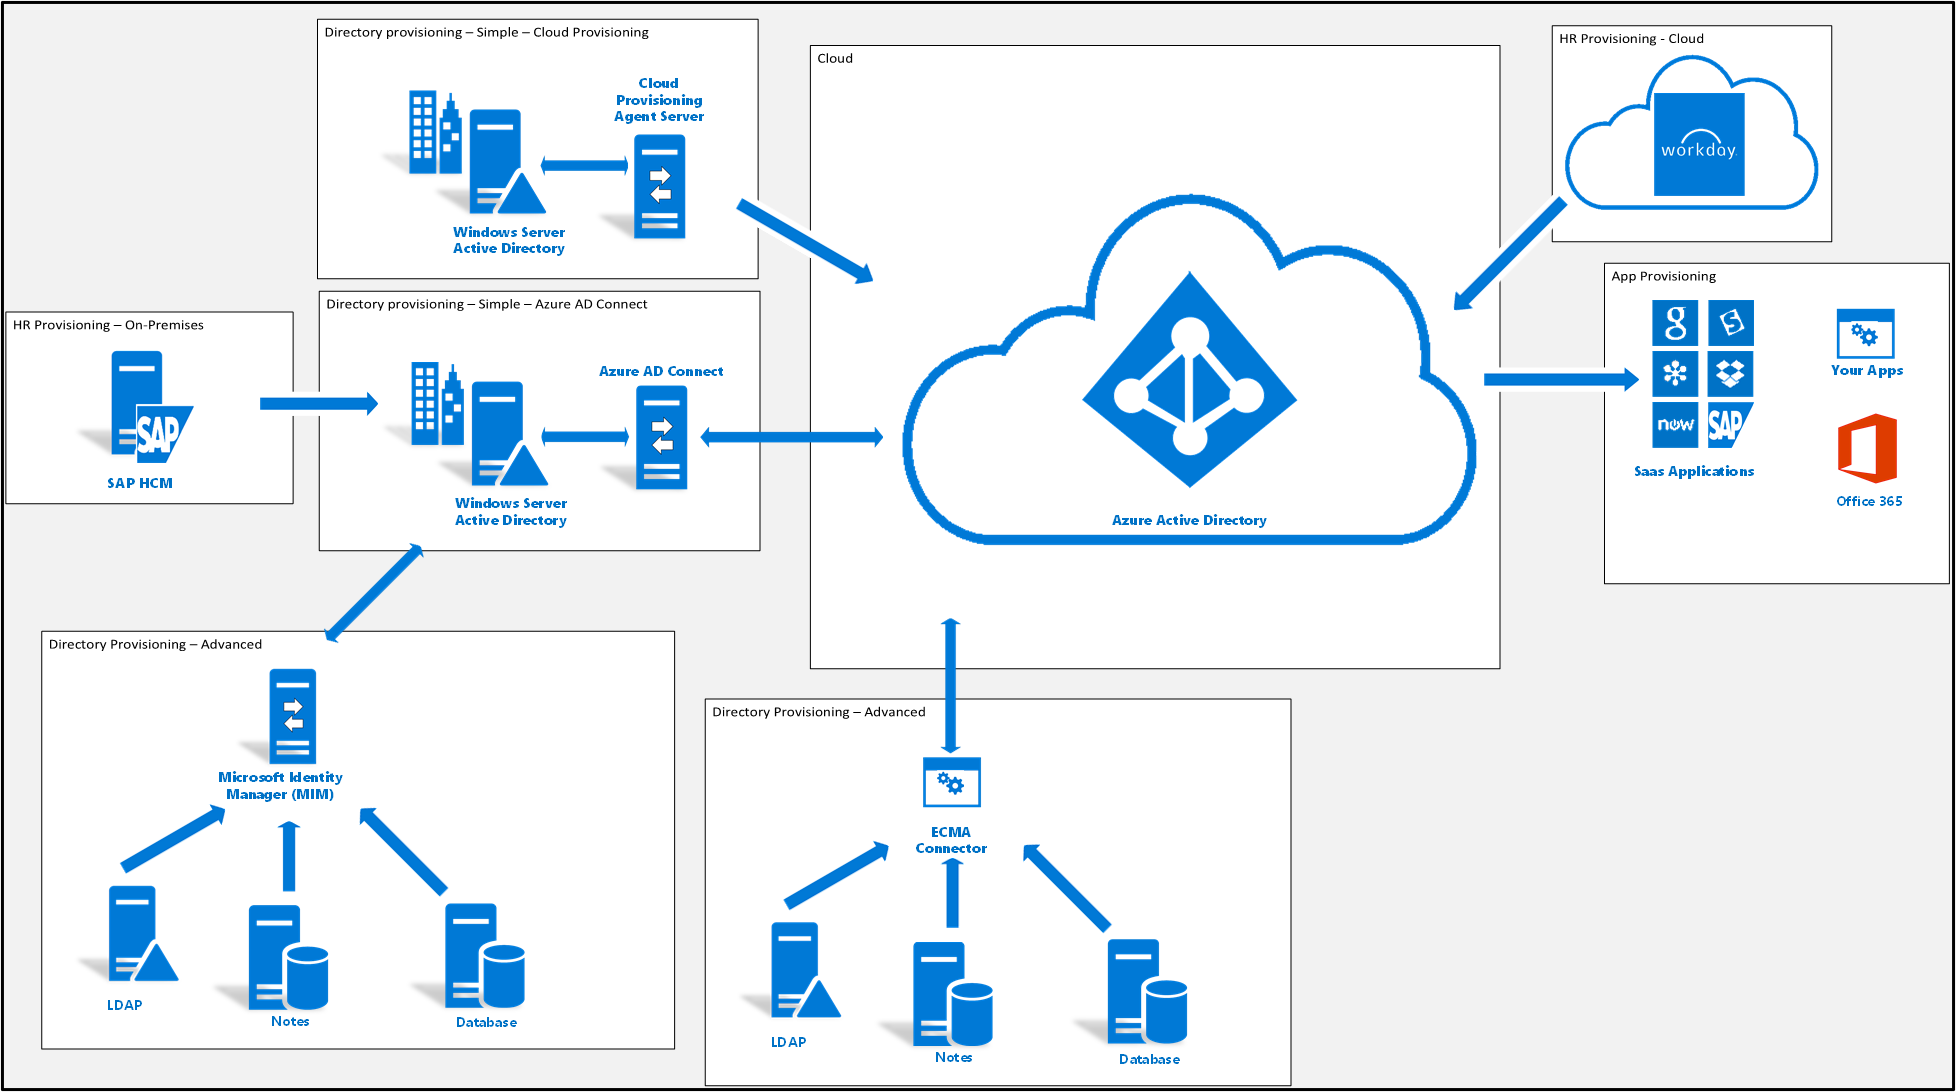 Directory provisioning – Simple – Cloud Provisioning
Cloud
Provisioning
Agent Server
Windows Server
Active Directory
Cloud
HR Provisioning - Cloud
workday
HR Provisioning – On-Premises
SAP
SAP HCM
Directory provisioning – Simple – Azure AD Connect
Azure AD Connect
Windows Server
Active Directory
Azure Active Directory
App Provisioning
g
S
now
SAP
Saas Applications
Your Apps
Office 365
Directory Provisioning – Advanced
Microsoft Identity
Manager (MIM)
LDAP
Notes
Database
Directory Provisioning – Advanced
ECMA
Connector
LDAP
Notes
Database